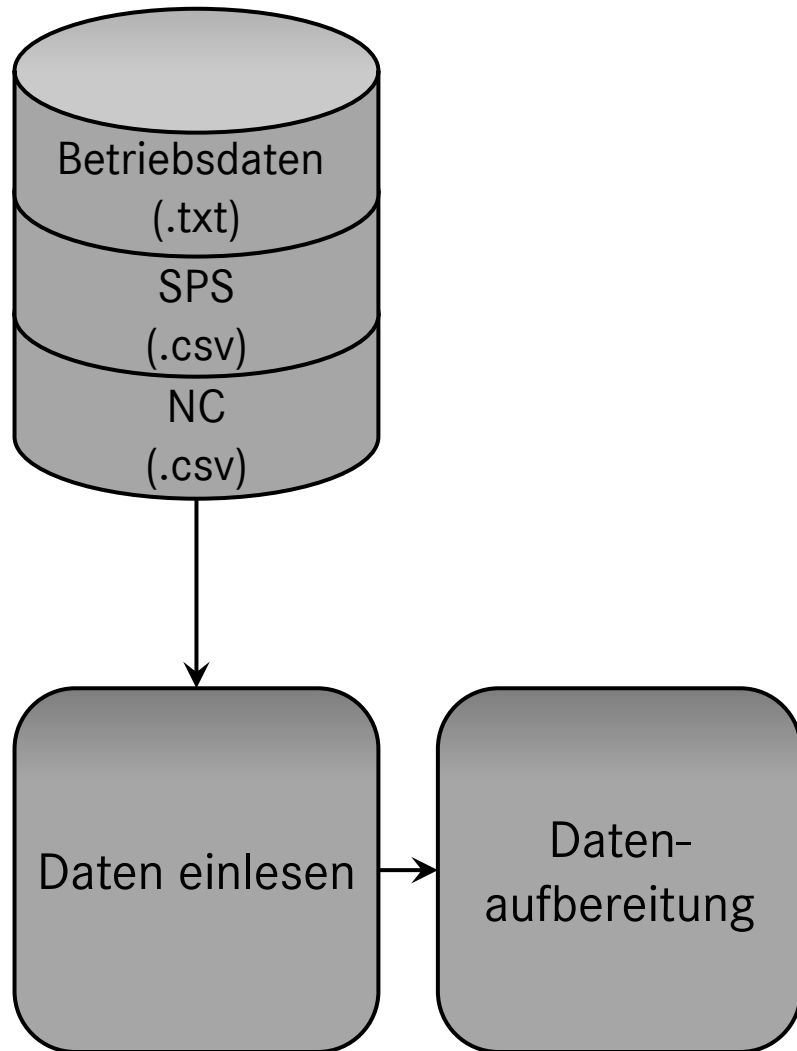 Betriebsdaten
(.txt)
SPS
(.csv)
NC
(.csv)
Daten einlesen
Daten-
aufbereitung